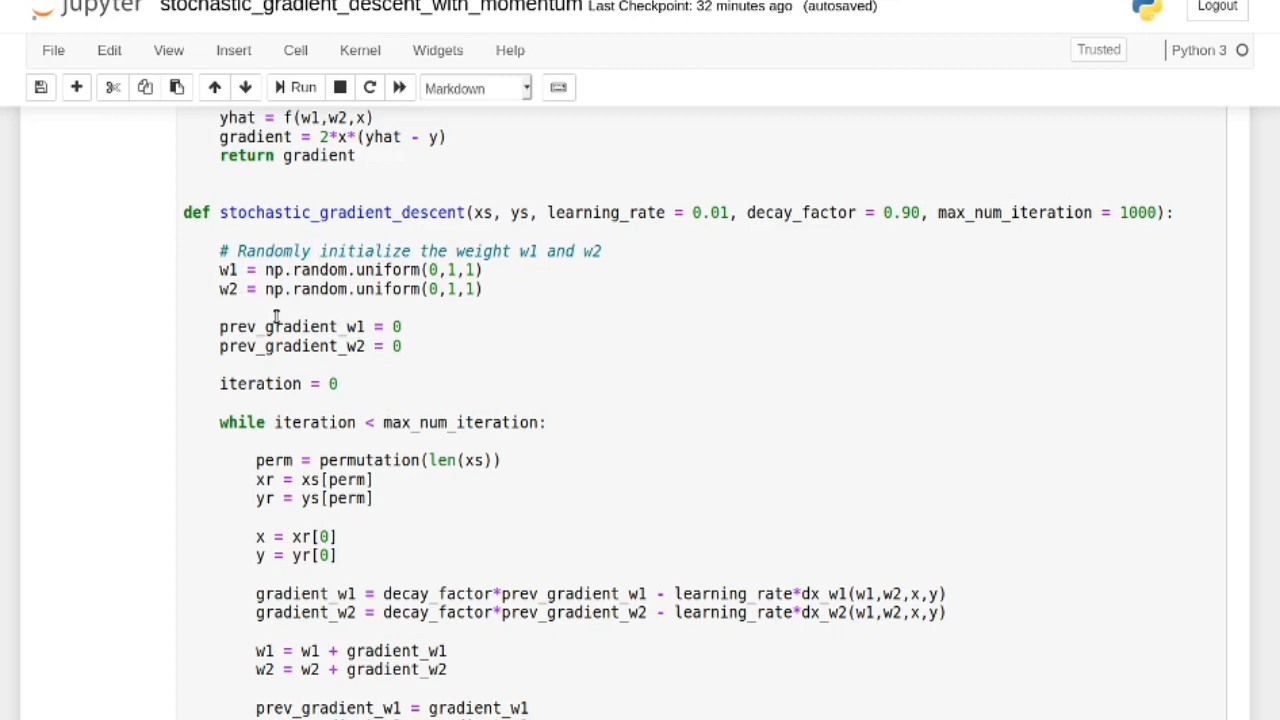 jupyter stochastic_gradient_descent_with_momentum Last Checkpoint: 32 minutes ago (autosaved) Logout
File Edit View Insert Cell Kernel Widgets Help Trusted Python 3
Run Markdown
yhat = f(w1,w2,x)
gradient = 2*x*(yhat - y)
return gradient
def stochastic_gradient_descent(xs, ys, learning_rate = 0.01, decay_factor = 0.90, max_num_iteration = 1000):
# Randomly initialize the weight w1 and w2
w1 = np.random.uniform(0,1,1)
w2 = np.random.uniform(0,1,1)
prev_gradient_w1 = 0
prev_gradient_w2 = 0
iteration = 0
while iteration < max_num_iteration:
perm = permutation(len(xs))
xr = xs[perm]
yr = ys[perm]
x = xr[0]
y = yr[0]
gradient_w1 = decay_factor*prev_gradient_w1 - learning_rate*dx_w1(w1,w2,x,y)
gradient_w2 = decay_factor*prev_gradient_w2 - learning_rate*dx_w2(w1,w2,x,y)
w1 = w1 + gradient_w1
w2 = w2 + gradient_w2
prev_gradient_w1 = gradient_w1